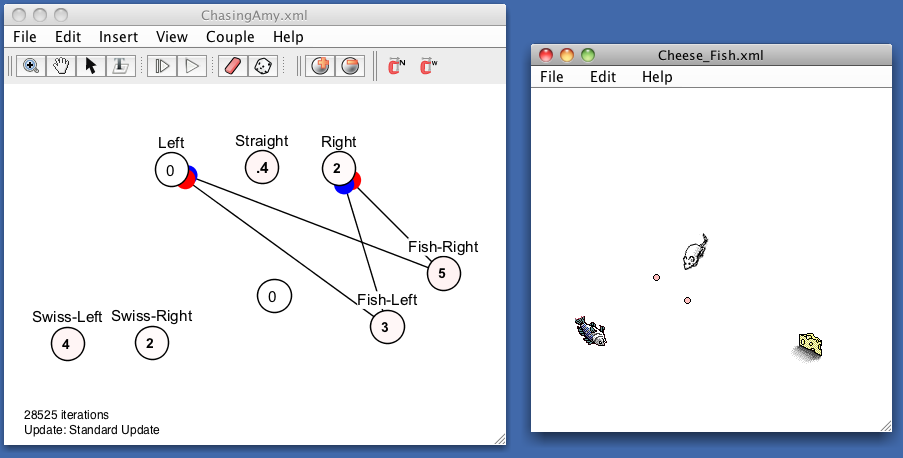 ChasingAmy.xml
File Edit Insert View Couple Help
N W
Left Straight Right
0 .4 2
Fish-Right
5
0
Fish-Left
3
Swiss-Left Swiss-Right
4 2
28525 iterations
Update: Standard Update
Cheese_Fish.xml
File Edit Help